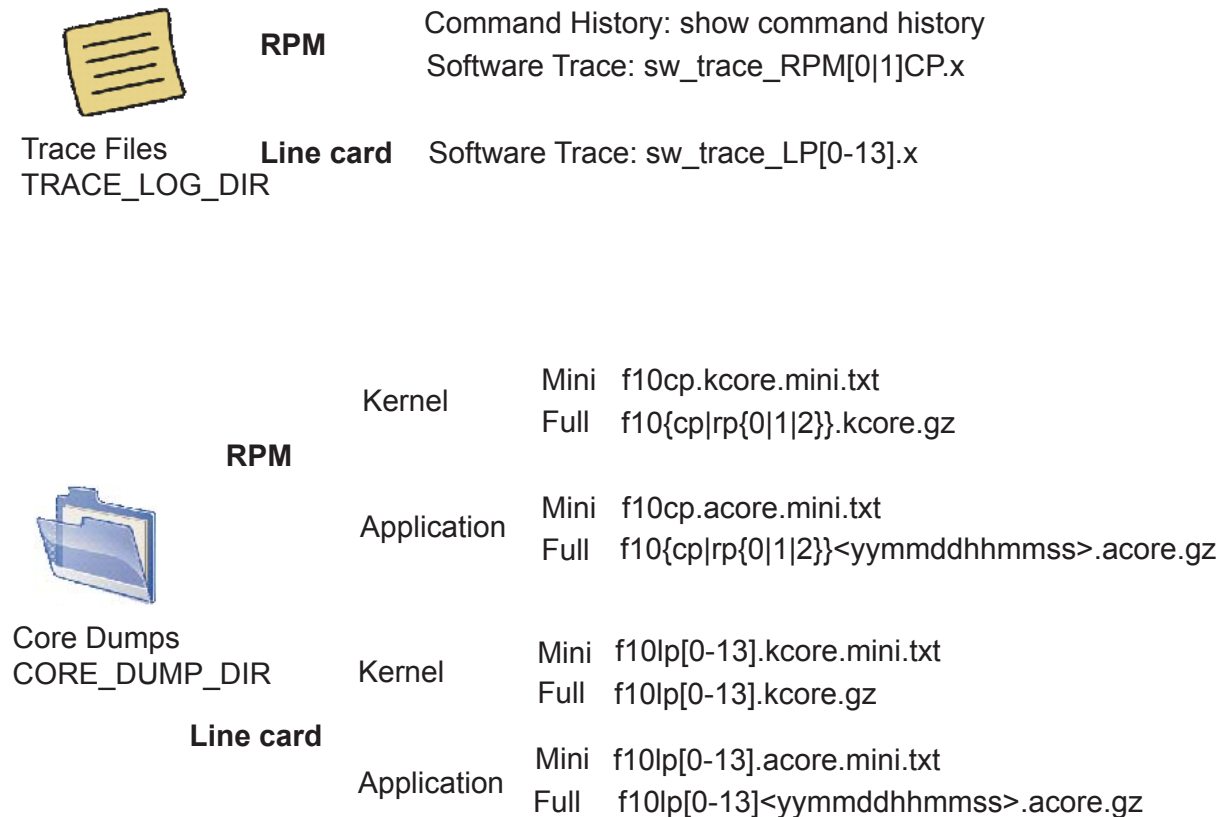 RPM
Command History: show command history
Software Trace: sw_trace_RPM[0|1]CP.x
Trace Files
TRACE_LOG_DIR
Line card
Software Trace: sw_trace_LP[0-13].x
RPM
Kernel
Mini f10cp.kcore.mini.txt
Full f10{cp|rp{0|1|2}}.kcore.gz
Application
Mini f10cp.acore.mini.txt
Full f10{cp|rp{0|1|2}}<yymmddhhmmss>.acore.gz
Core Dumps
CORE_DUMP_DIR
Line card
Kernel
Mini f10lp[0-13].kcore.mini.txt
Full f10lp[0-13].kcore.gz
Application
Mini f10lp[0-13].acore.mini.txt
Full f10lp[0-13]<yymmddhhmmss>.acore.gz